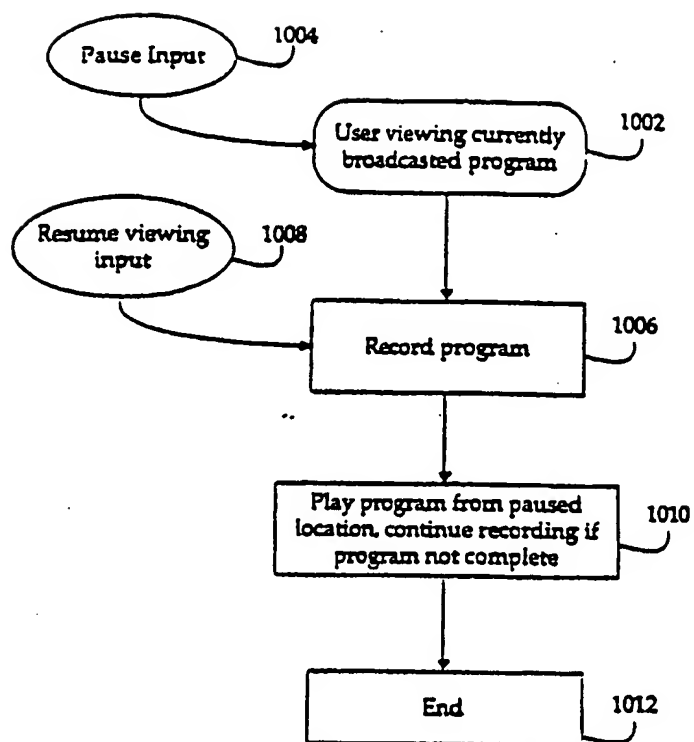 1004
Pause Input
User viewing currently
broadcasted program
1002
Resume viewing
input
1008
Record program
1006
Play program from paused
location, continue recording if
program not complete
1010
End
1012